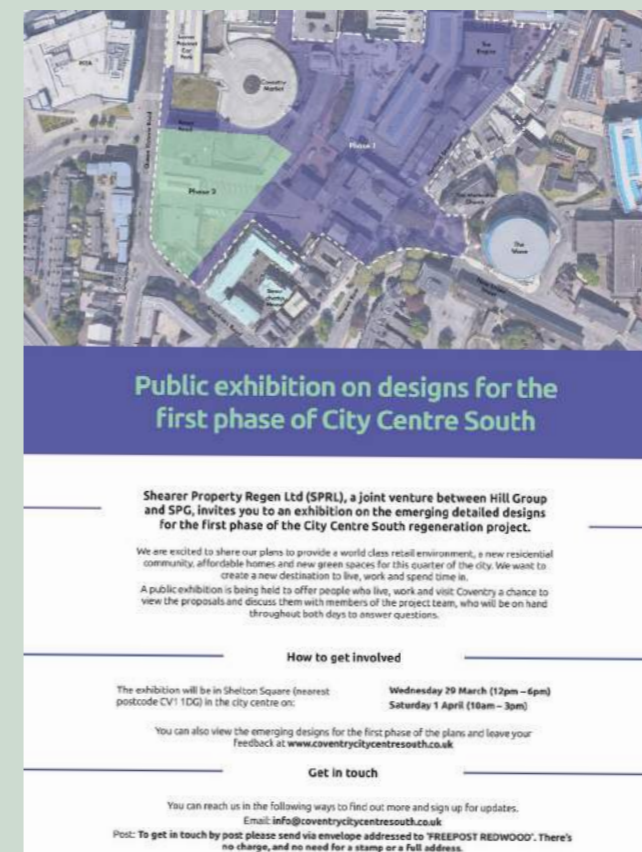 IKEA
Coventry
Market
Phase 1
Phase 2
The
Wave
Public exhibition on designs for the
first phase of City Centre South
Shearer Property Regen Ltd (SPRL), a joint venture between Hill Group
and SPG, invites you to an exhibition on the emerging detailed designs
for the first phase of the City Centre South regeneration project.
We are excited to share our plans to provide a world class retail environment, a new residential
community, affordable homes and new green spaces for this quarter of the city. We want to
create a new destination to live, work and spend time in.
A public exhibition is being held to offer people who live, work and visit Coventry a chance to
view the proposals and discuss them with members of the project team, who will be on hand
throughout both days to answer questions.
How to get involved
The exhibition will be in Shelton Square (nearest
postcode CV1 1DG) in the city centre on:
Wednesday 29 March (12pm – 6pm)
Saturday 1 April (10am – 3pm)
You can also view the emerging designs for the first phase of the plans and leave your
feedback at www.coventrycitycentresouth.co.uk
Get in touch
You can reach us in the following ways to find out more and sign up for updates.
Email: info@coventrycitycentresouth.co.uk
Post: To get in touch by post please send via envelope addressed to 'FREEPOST REDWOOD'. There's
no charge, and no need for a stamp or a full address.